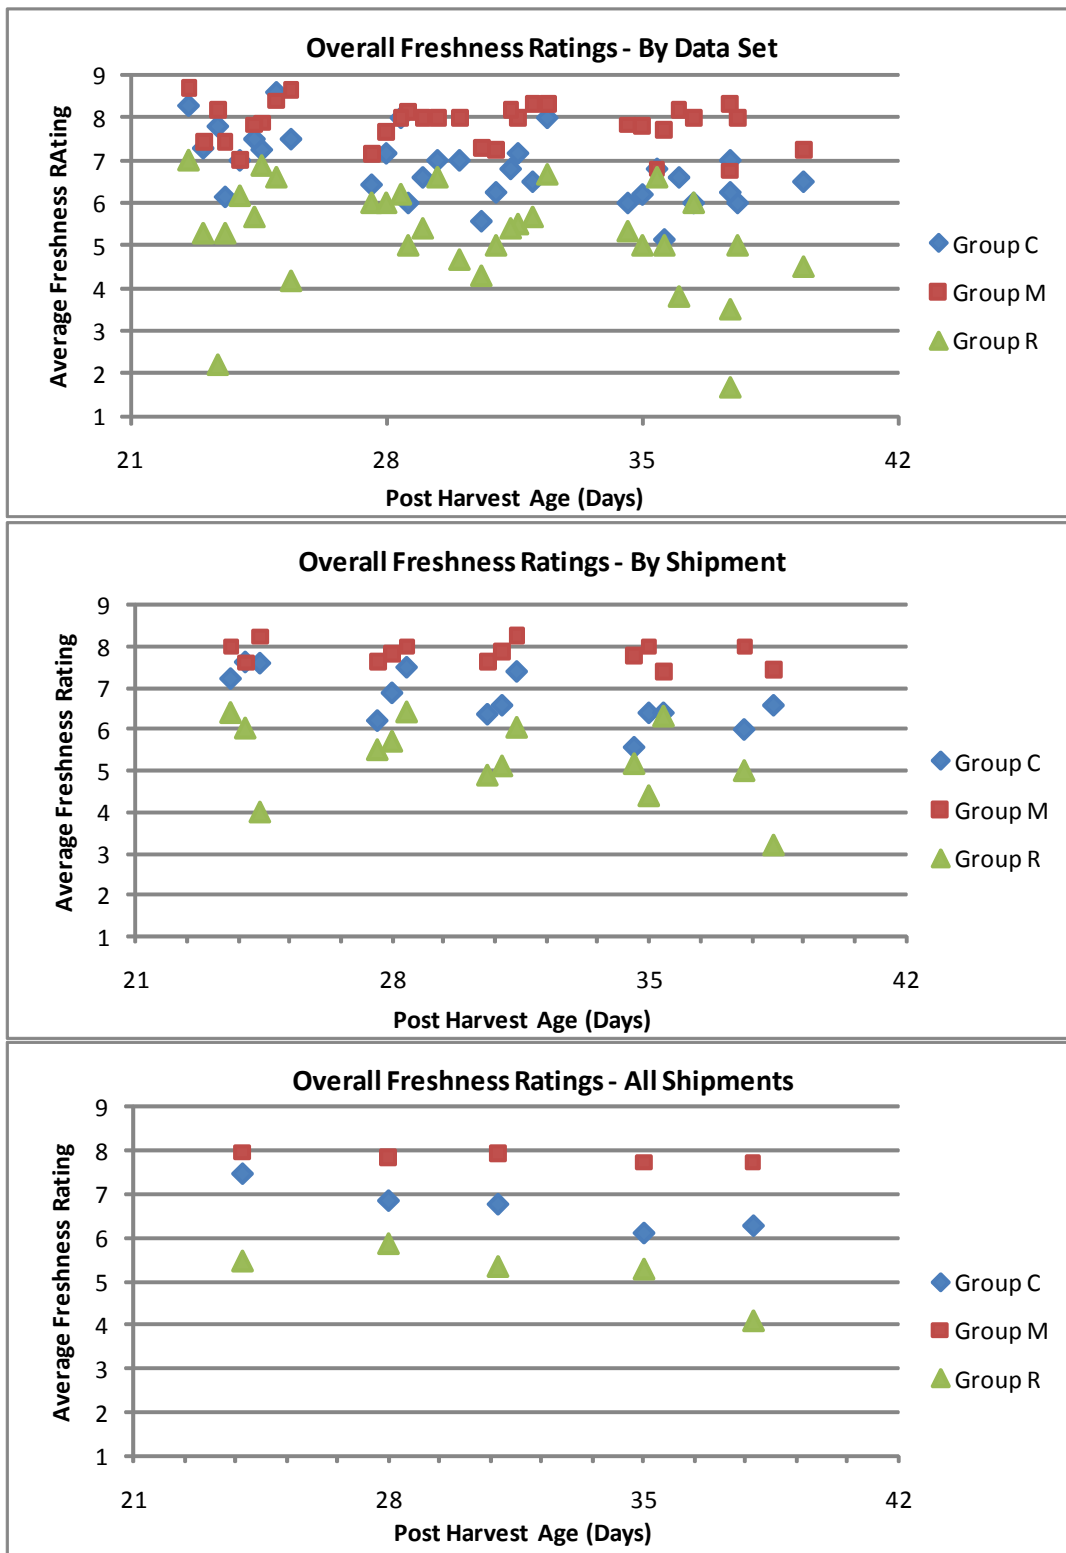 Overall Freshness Ratings - By Data Set
Average Freshness RAting
9
8
7
6
5
4
3
2
1
21 28 35 42
Post Harvest Age (Days)
Group C
Group M
Group R
Overall Freshness Ratings - By Shipment
Average Freshness Rating
9
8
7
6
5
4
3
2
1
21 28 35 42
Post Harvest Age (Days)
Group C
Group M
Group R
Overall Freshness Ratings - All Shipments
Average Freshness Rating
9
8
7
6
5
4
3
2
1
21 28 35 42
Post Harvest Age (Days)
Group C
Group M
Group R